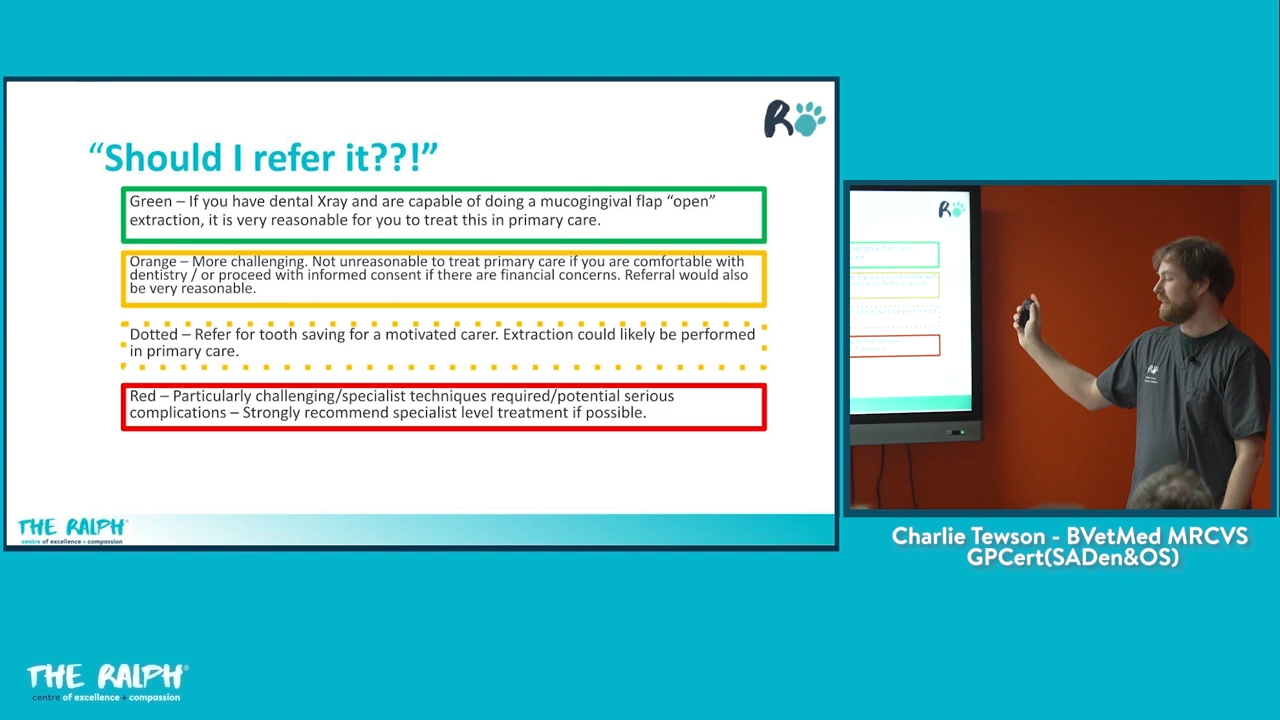 R
“Should I refer it??!”
Green – If you have dental Xray and are capable of doing a mucogingival flap “open”
extraction, it is very reasonable for you to treat this in primary care.
Orange – More challenging. Not unreasonable to treat primary care if you are comfortable with
dentistry / or proceed with informed consent if there are financial concerns. Referral would also
be very reasonable.
Dotted – Refer for tooth saving for a motivated carer. Extraction could likely be performed
in primary care.
Red – Particularly challenging/specialist techniques required/potential serious
complications – Strongly recommend specialist level treatment if possible.
THE RALPH®
centre of excellence + compassion
R
Charlie Tewson - BVetMed MRCVS
GPCert(SADen&OS)
THE RALPH®
centre of excellence + compassion